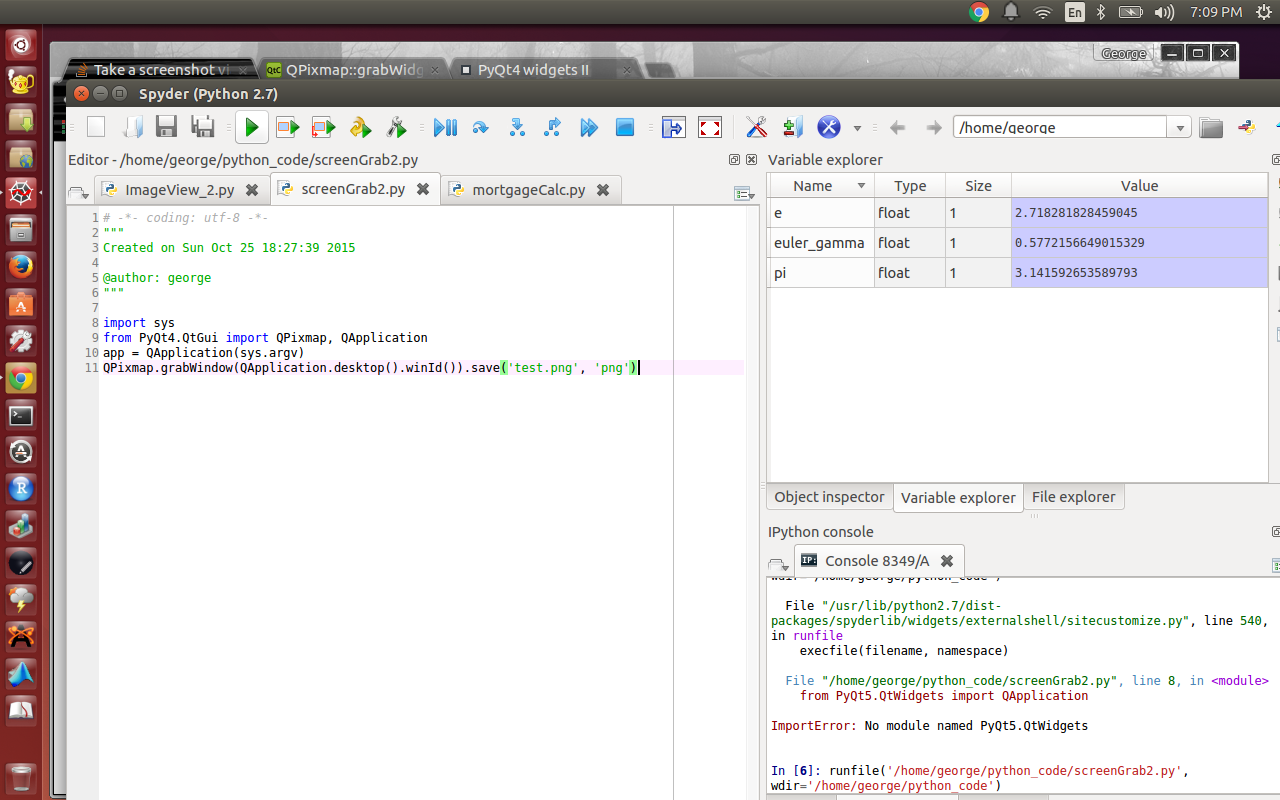 En
7:09 PM
George
Take a screenshot vi
QPixmap::grabWidg
PyQt4 widgets II
Spyder (Python 2.7)
/home/george
Editor - /home/george/python_code/screenGrab2.py
ImageView_2.py
screenGrab2.py
mortgageCalc.py
1 # -*- coding: utf-8 -*-
2 """
3 Created on Sun Oct 25 18:27:39 2015
4
5 @author: george
6 """
7
8 import sys
9 from PyQt4.QtGui import QPixmap, QApplication
10 app = QApplication(sys.argv)
11 QPixmap.grabWindow(QApplication.desktop().winId()).save('test.png', 'png')
Variable explorer
Name Type Size Value
e float 1 2.718281828459045
euler_gamma float 1 0.5772156649015329
pi float 1 3.141592653589793
Object inspector
Variable explorer
File explorer
IPython console
IP:
Console 8349/A
wdir='/home/george/python_code')
File "/usr/lib/python2.7/dist-
packages/spyderlib/widgets/externalshell/sitecustomize.py", line 540,
in runfile
execfile(filename, namespace)
File "/home/george/python_code/screenGrab2.py", line 8, in <module>
from PyQt5.QtWidgets import QApplication
ImportError: No module named PyQt5.QtWidgets
In [6]: runfile('/home/george/python_code/screenGrab2.py',
wdir='/home/george/python_code')